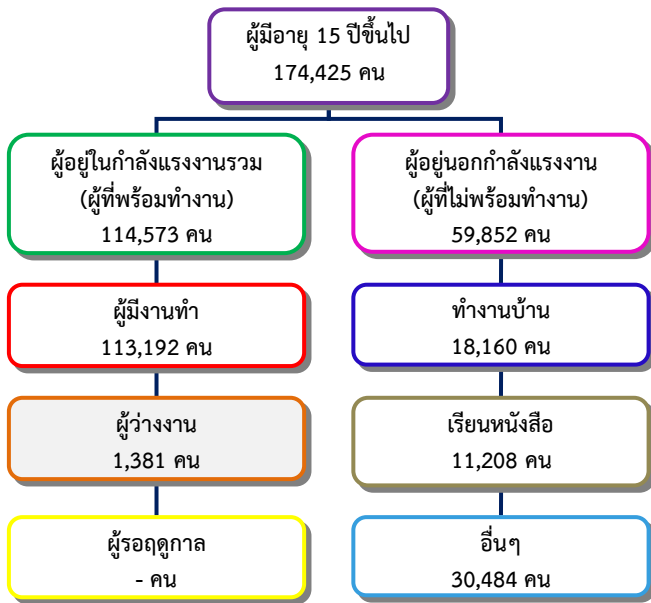 ผู้มีอายุ 15 ปีขึ้นไป
174,425 คน
ผู้อยู่ในกำลังแรงงานรวม
(ผู้ที่พร้อมทำงาน)
114,573 คน
ผู้อยู่นอกกำลังแรงงาน
(ผู้ที่ไม่พร้อมทำงาน)
59,852 คน
ผู้มีงานทำ
113,192 คน
ทำงานบ้าน
18,160 คน
ผู้ว่างงาน
1,381 คน
เรียนหนังสือ
11,208 คน
ผู้รอฤดูกาล
- คน
อื่นๆ
30,484 คน